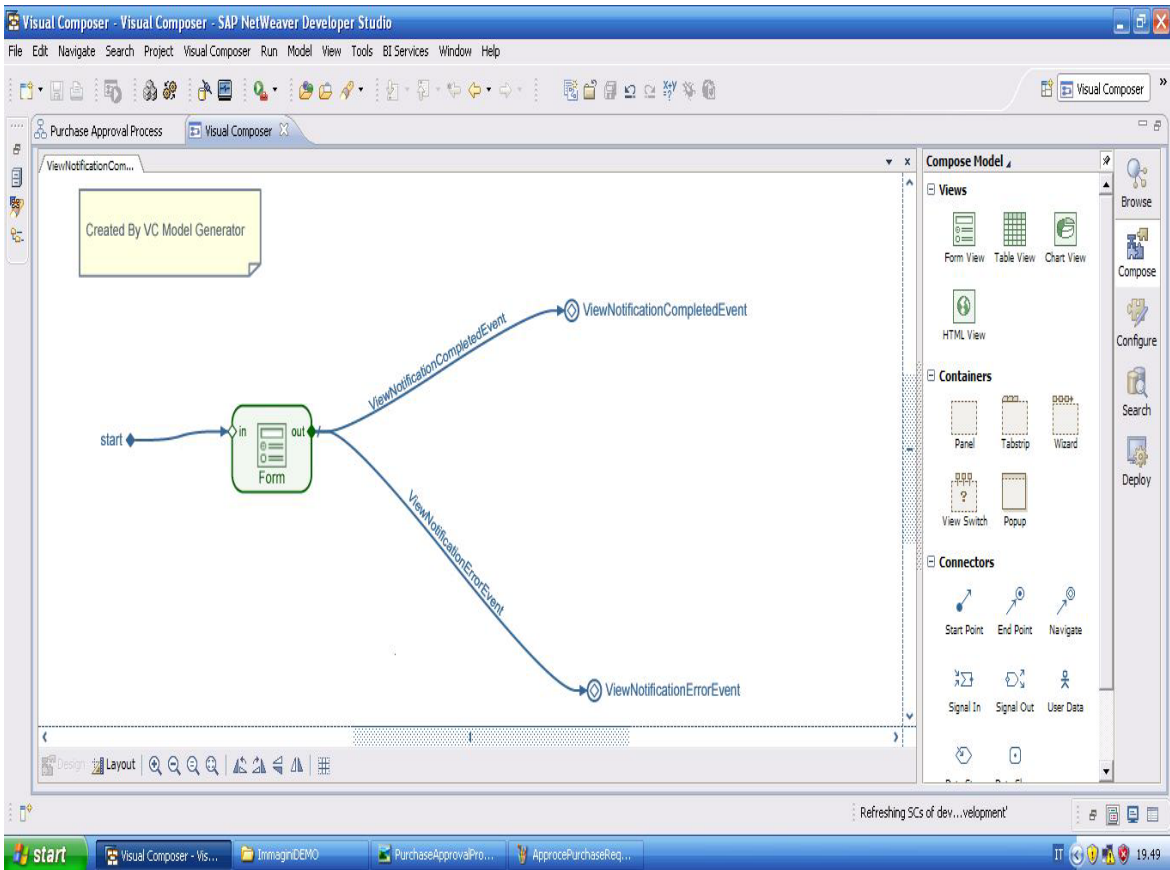 Visual Composer - Visual Composer - SAP NetWeaver Developer Studio
File Edit Navigate Search Project Visual Composer Run Model View Tools BI Services Window Help
Visual Composer
Purchase Approval Process
Visual Composer
ViewNotificationCom...
Created By VC Model Generator
start
in
out
Form
ViewNotificationCompletedEvent
ViewNotificationCompletedEvent
ViewNotificationErrorEvent
ViewNotificationErrorEvent
Design Layout
Compose Model
Views
Form View Table View Chart View
HTML View
Containers
Panel Tabstrip Wizard
View Switch Popup
Connectors
Start Point End Point Navigate
Signal In Signal Out User Data
Browse
Compose
Configure
Search
Deploy
Refreshing SCs of dev...velopment'
start
Visual Composer - Vis...
ImmaginiDEMO
PurchaseApprovalPro...
ApprocePurchaseReq...
IT
19.49